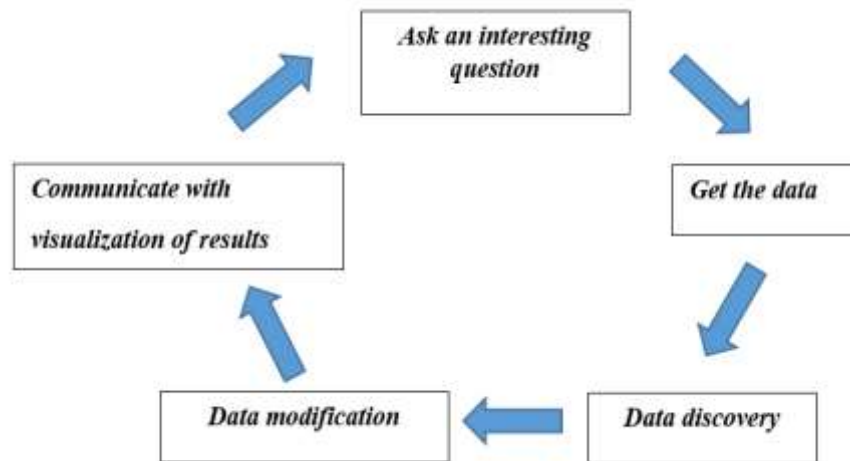 Ask an interesting
question
Get the data
Data discovery
Data modification
Communicate with
visualization of results